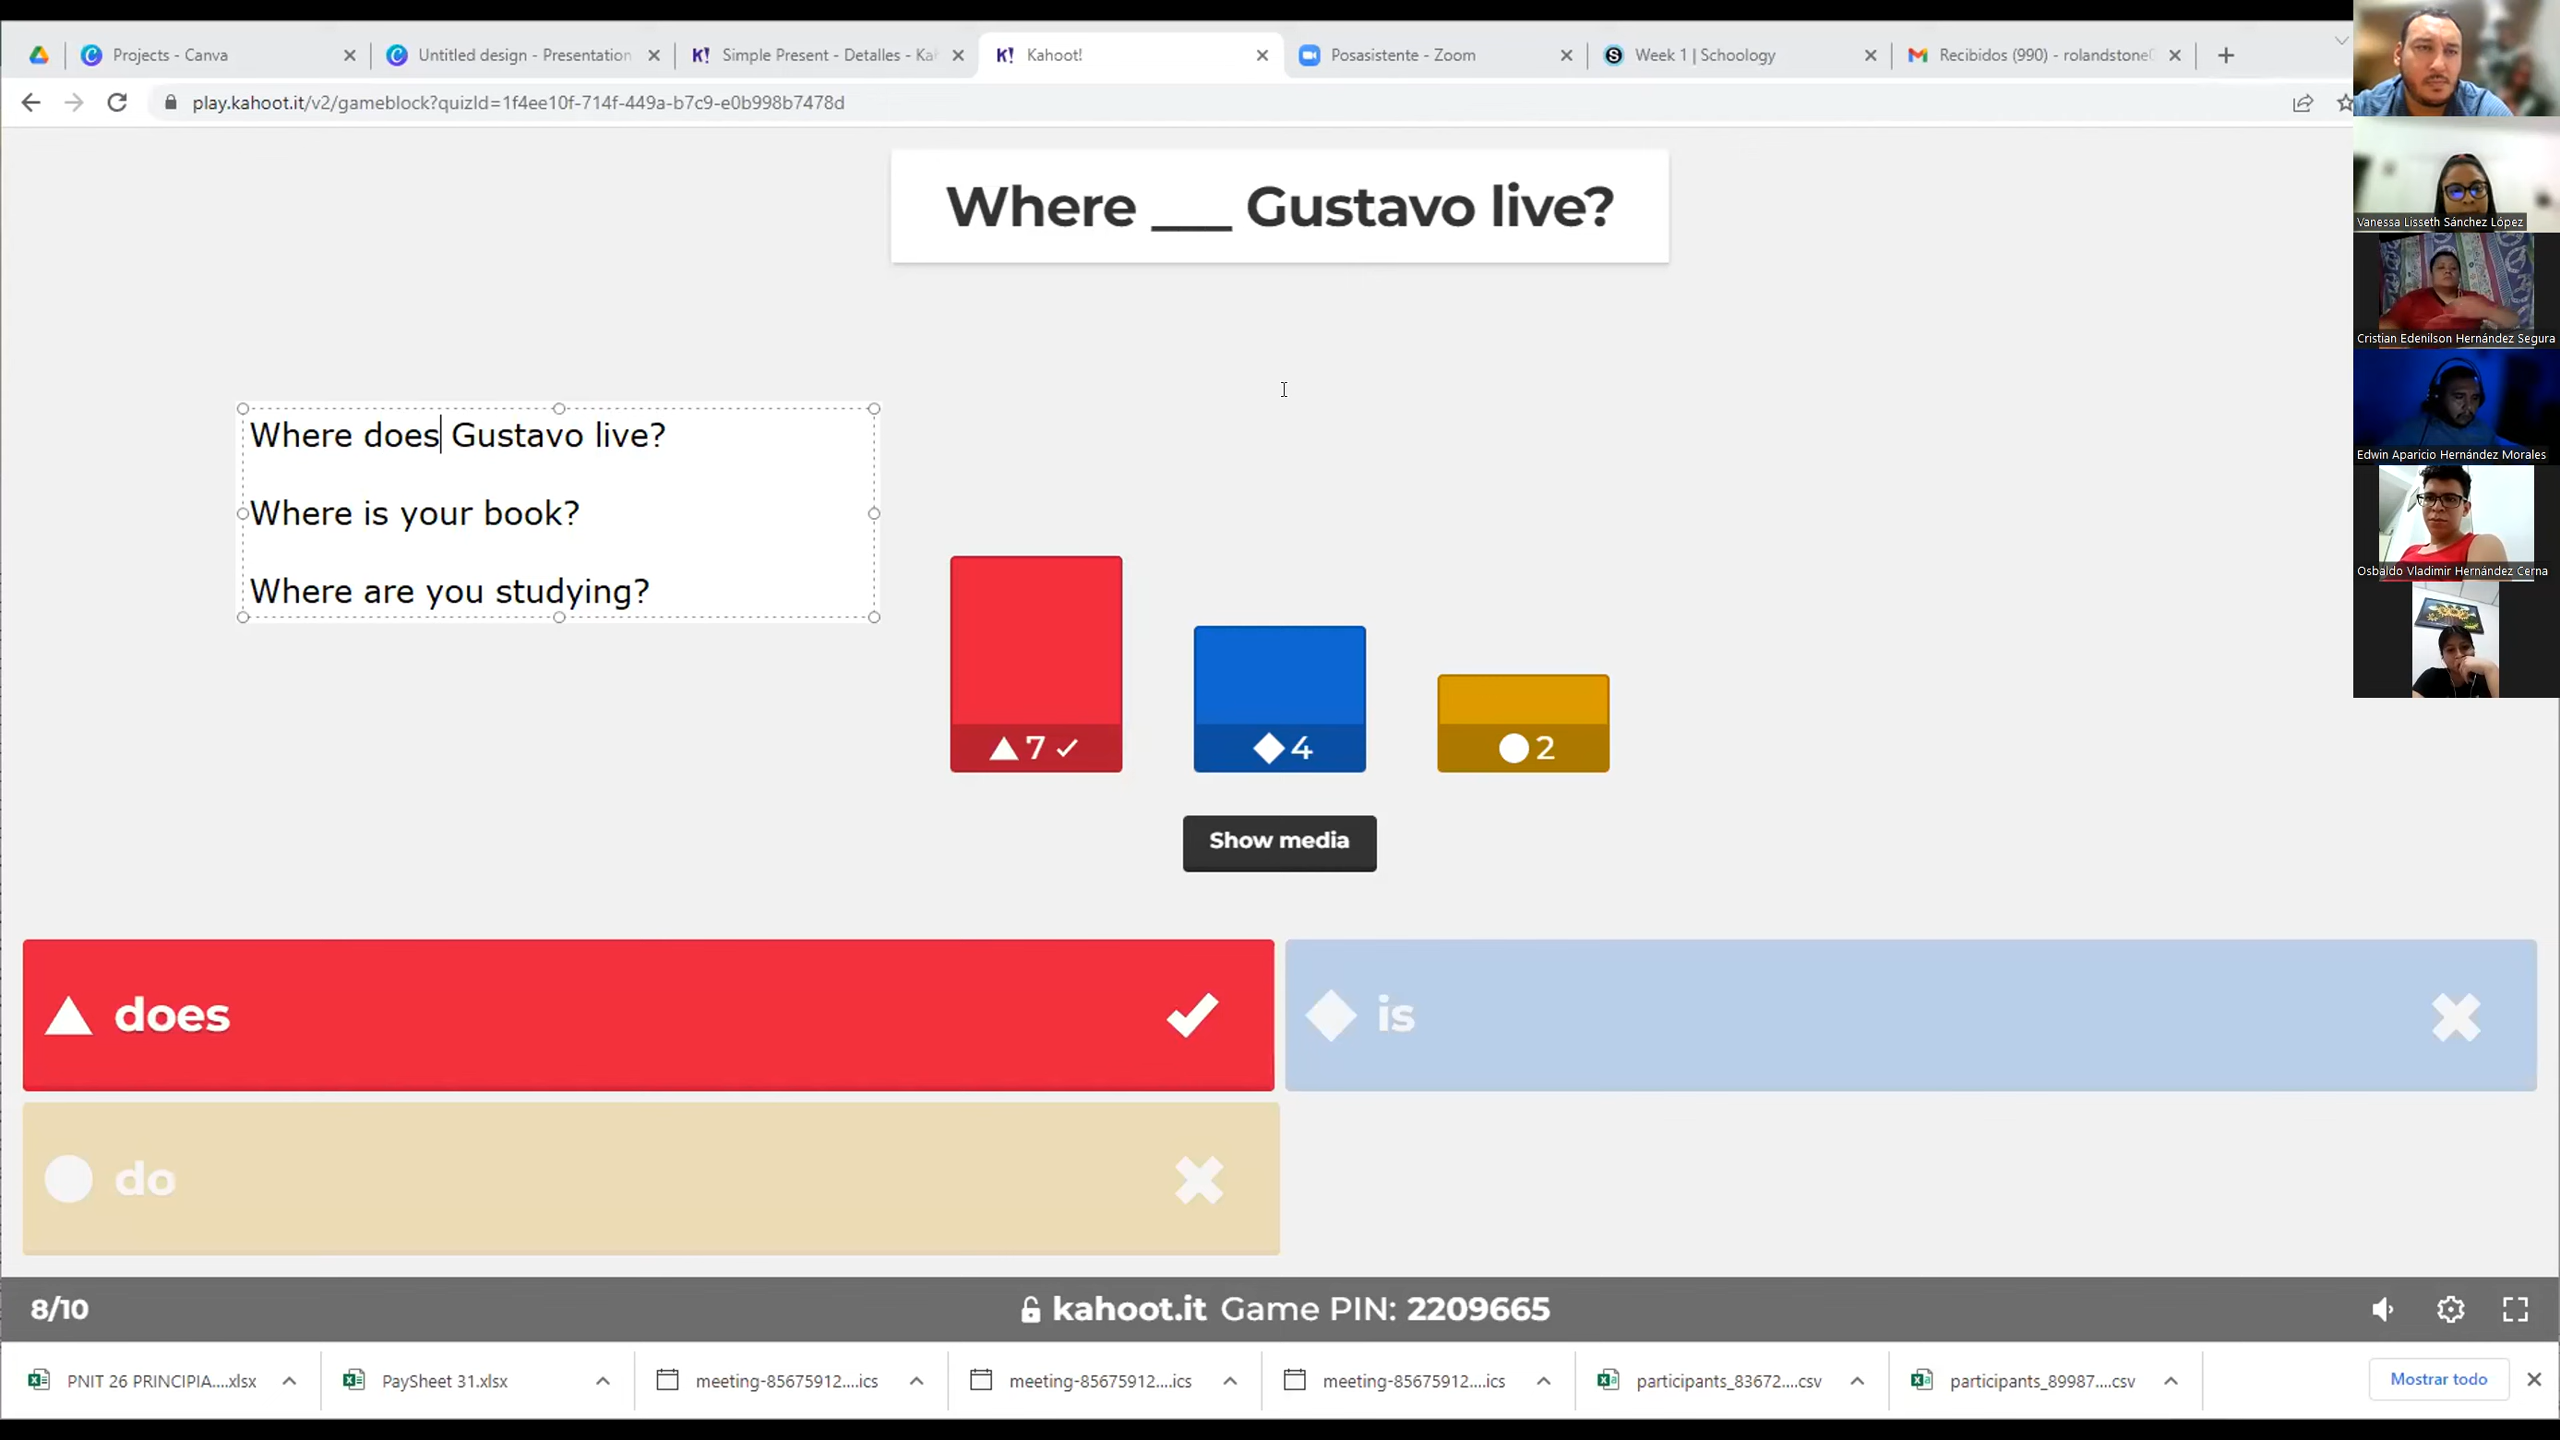 Projects - Canva
Untitled design - Presentation
Simple Present - Detalles - Kah
Kahoot!
Posasistente - Zoom
Week 1 | Schoology
Recibidos (990) - rolandstone
play.kahoot.it/v2/gameblock?quizId=1f4ee10f-714f-449a-b7c9-e0b998b7478d
Where ___ Gustavo live?
Where does Gustavo live?
Where is your book?
Where are you studying?
7
4
2
Show media
does
is
do
8/10
kahoot.it Game PIN: 2209665
PNIT 26 PRINCIPIA....xlsx
PaySheet 31.xlsx
meeting-85675912....ics
meeting-85675912....ics
meeting-85675912....ics
participants_83672....csv
participants_89987....csv
Mostrar todo
Vanessa Lisseth Sánchez López
Cristian Edenilson Hernández Segura
Edwin Aparicio Hernández Morales
Osbaldo Vladimir Hernández Cerna